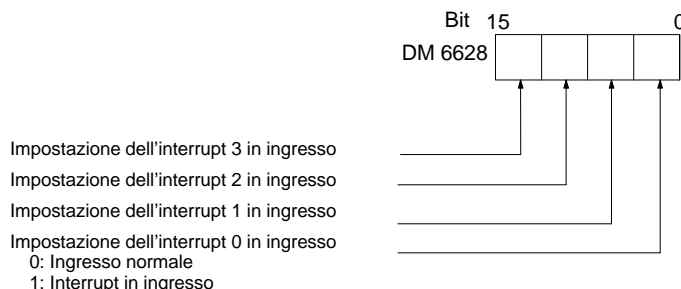 Bit 15 0
DM 6628
Impostazione dell'interrupt 3 in ingresso
Impostazione dell'interrupt 2 in ingresso
Impostazione dell'interrupt 1 in ingresso
Impostazione dell'interrupt 0 in ingresso
0: Ingresso normale
1: Interrupt in ingresso